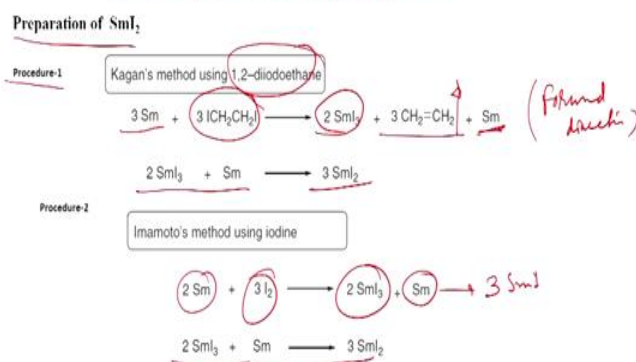 Preparation of SmI₂
Procedure-1
Kagan's method using 1,2–diiodoethane
3 Sm + 3 ICH₂CH₂I ⟶ 2 SmI₃ + 3 CH₂=CH₂ + Sm (Formed
2 SmI₃ + Sm ⟶ 3 SmI₂
Procedure-2
Imamoto's method using iodine
2 Sm + 3 I₂ ⟶ 2 SmI₃ + Sm → 3 SmI
2 SmI₃ + Sm ⟶ 3 SmI₂